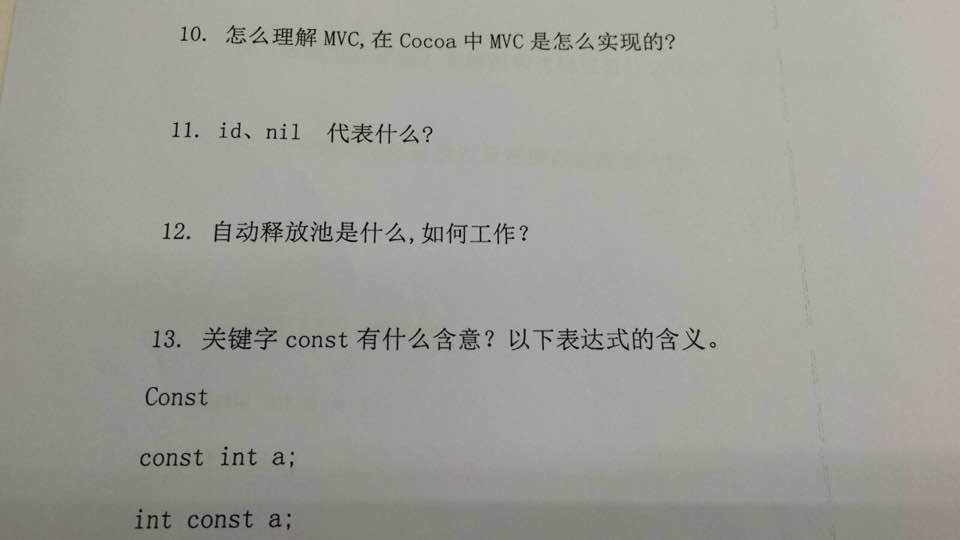 10. 怎么理解 MVC,在 Cocoa 中 MVC 是怎么实现的?
11. id、nil 代表什么?
12. 自动释放池是什么,如何工作?
13. 关键字 const 有什么含意? 以下表达式的含义。
Const
const int a;
int const a;